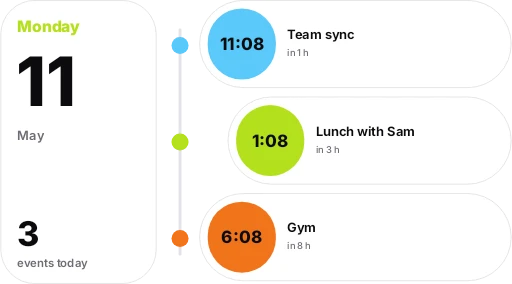 Monday
11
May
3
events today
11:08
Team sync
in 1 h
1:08
Lunch with Sam
in 3 h
6:08
Gym
in 8 h